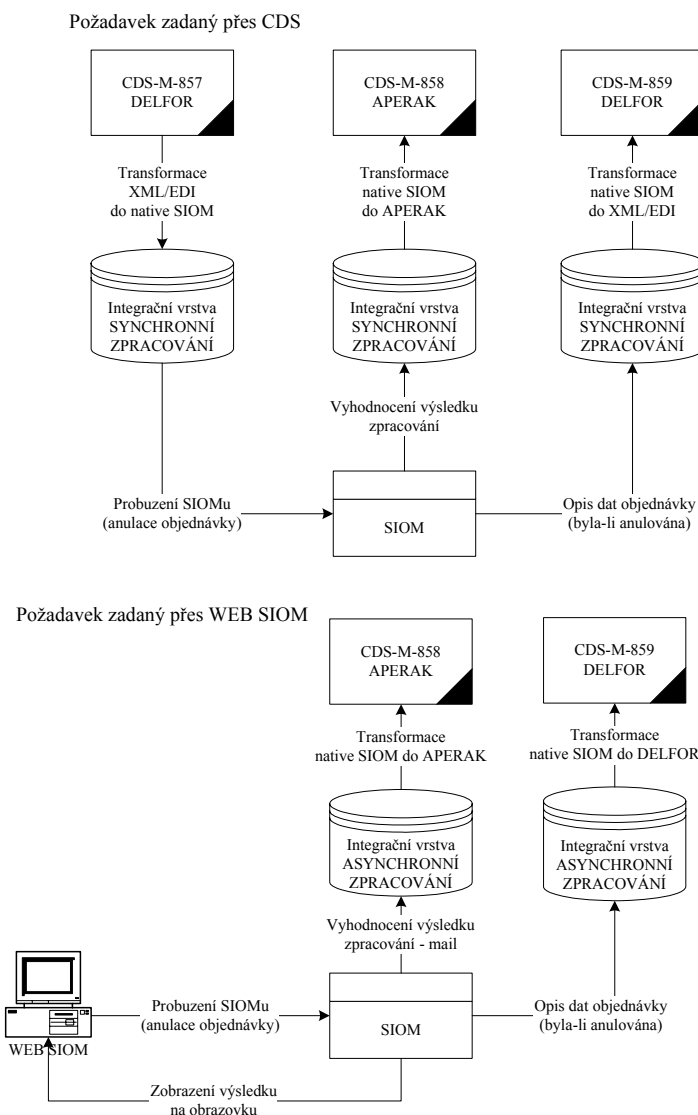 Požadavek zadaný přes CDS
CDS-M-857
DELFOR
CDS-M-858
APERAK
CDS-M-859
DELFOR
Transformace
XML/EDI
do native SIOM
Transformace
native SIOM
do APERAK
Transformace
native SIOM
do XML/EDI
Integrační vrstva
SYNCHRONNÍ
ZPRACOVÁNÍ
Integrační vrstva
SYNCHRONNÍ
ZPRACOVÁNÍ
Integrační vrstva
SYNCHRONNÍ
ZPRACOVÁNÍ
Vyhodnocení výsledku
zpracování
Probuzení SIOMu
(anulace objednávky)
SIOM
Opis dat objednávky
(byla-li anulována)
Požadavek zadaný přes WEB SIOM
CDS-M-858
APERAK
CDS-M-859
DELFOR
Transformace
native SIOM do APERAK
Transformace
native SIOM do DELFOR
Integrační vrstva
ASYNCHRONNÍ
ZPRACOVÁNÍ
Integrační vrstva
ASYNCHRONNÍ
ZPRACOVÁNÍ
Vyhodnocení výsledku
zpracování - mail
WEB SIOM
Probuzení SIOMu
(anulace objednávky)
SIOM
Opis dat objednávky
(byla-li anulována)
Zobrazení výsledku
na obrazovku